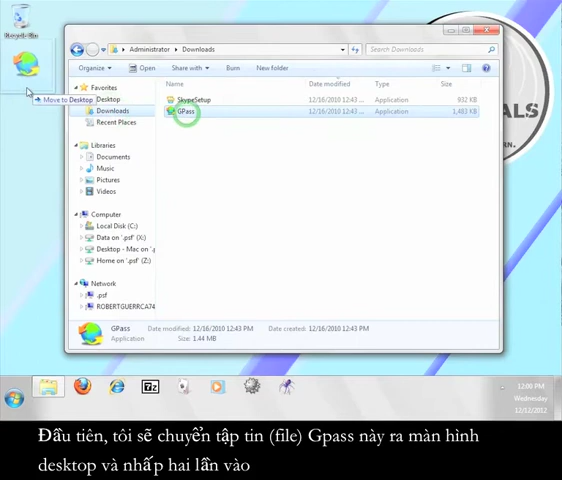 Recycle Bin
Administrator ▸ Downloads
Search Downloads
Organize
Open
Share with
Burn
New folder
Name
Date modified
Type
Size
Favorites
Desktop
Downloads
Recent Places
Libraries
Documents
Music
Pictures
Videos
Computer
Local Disk (C:)
Data on '.psf' (X:)
Desktop - Mac on '.p
Home on '.psf' (Z:)
Network
.psf
ROBERTGUERRCA74
SkypeSetup 12/16/2010 12:43 ... Application 932 KB
GPass 12/16/2010 12:43 ... Application 1,483 KB
Move to Desktop
GPass Date modified: 12/16/2010 12:43 PM Date created: 12/16/2010 12:43 PM
Application Size: 1.44 MB
ALS
RN.
7z
12:00 PM
Wednesday
12/12/2012
Đầu tiên, tôi sẽ chuyển tập tin (file) Gpass này ra màn hình
desktop và nhấp hai lần vào